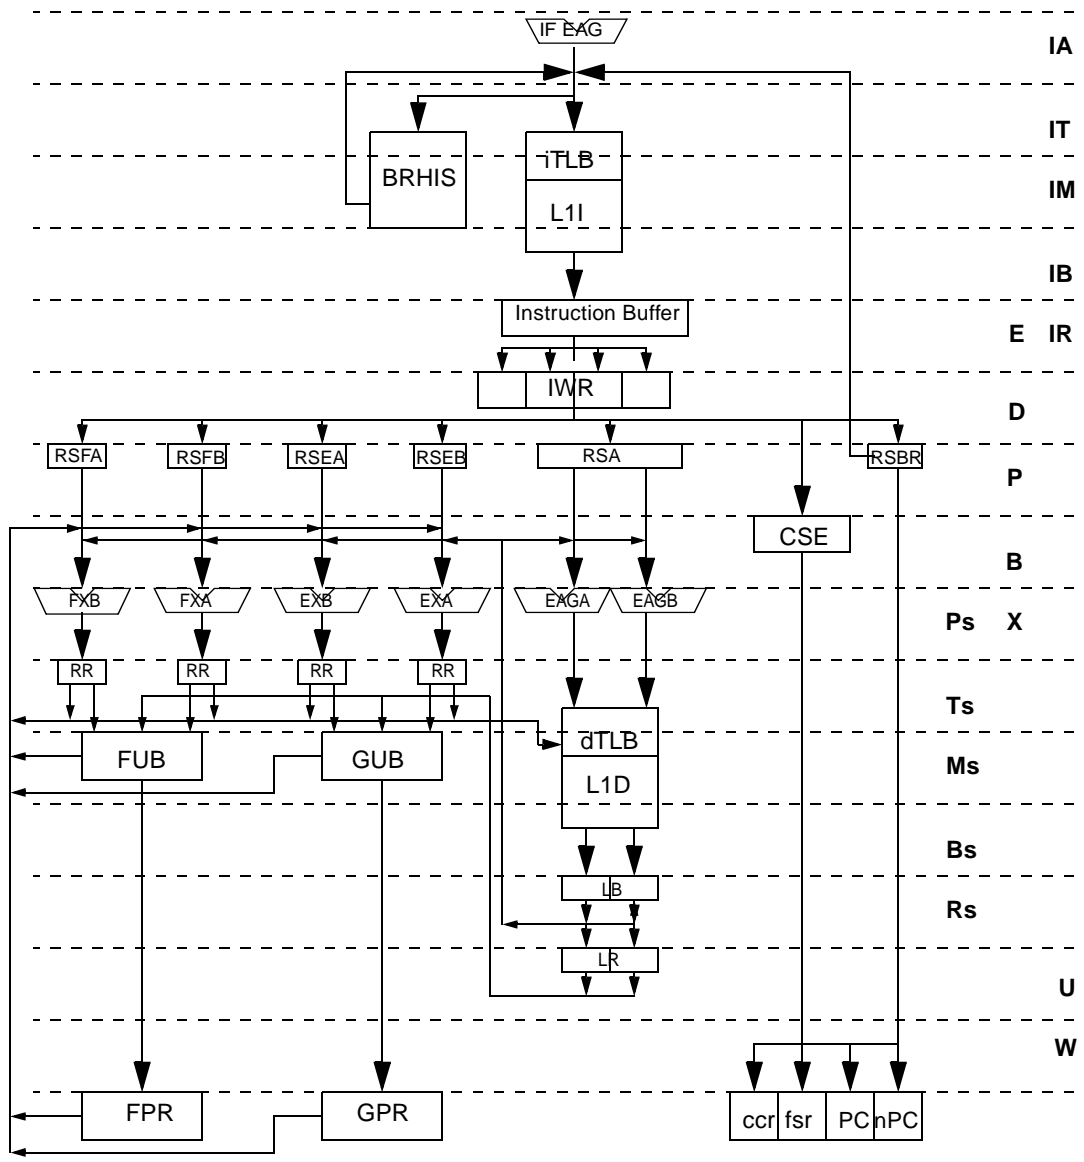 IF EAG
IA
IT
iTLB
BRHIS
IM
L1I
IB
Instruction Buffer
E IR
IWR
D
RSFA RSFB RSEA RSEB RSA RSBR
P
CSE
B
FXB FXA EXB EXA EAGA EAGB
Ps X
RR RR RR RR
Ts
FUB GUB dTLB
Ms
L1D
Bs
LB
Rs
LR
U
W
FPR GPR ccr fsr PC nPC